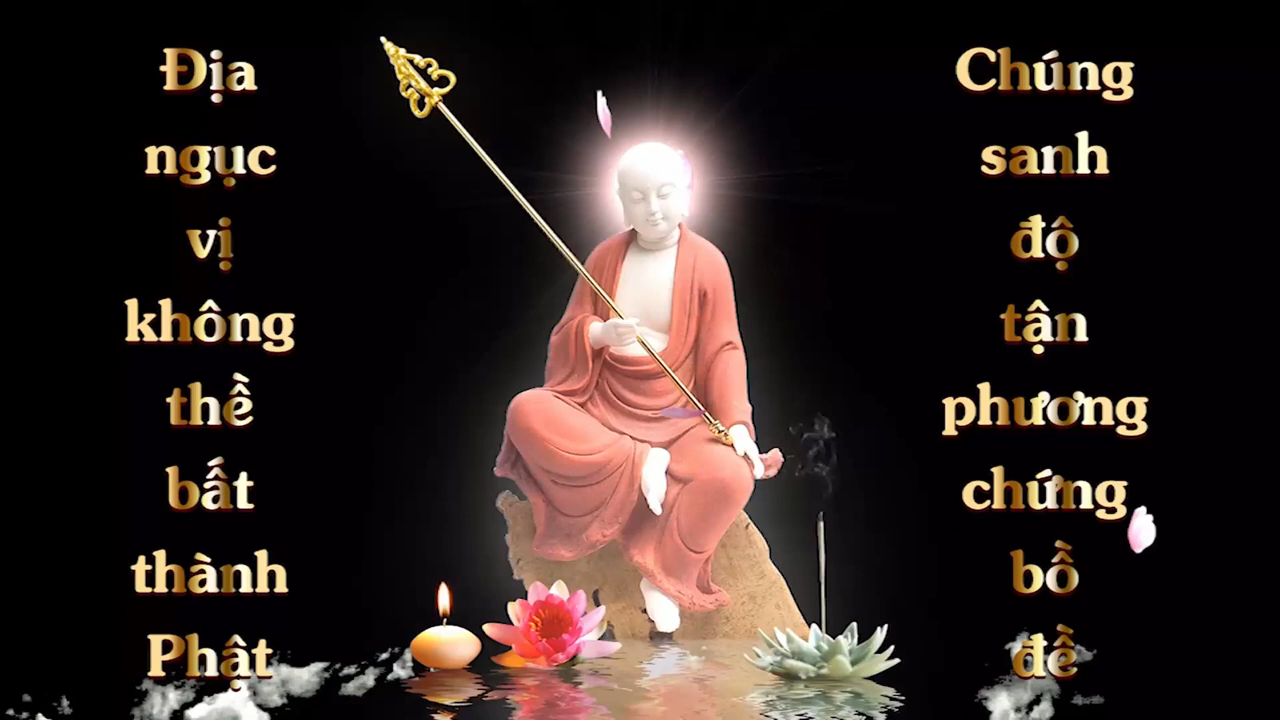 Địa
ngục
vị
không
thề
bất
thành
Phật
Chúng
sanh
độ
tận
phương
chứng
bồ
đề